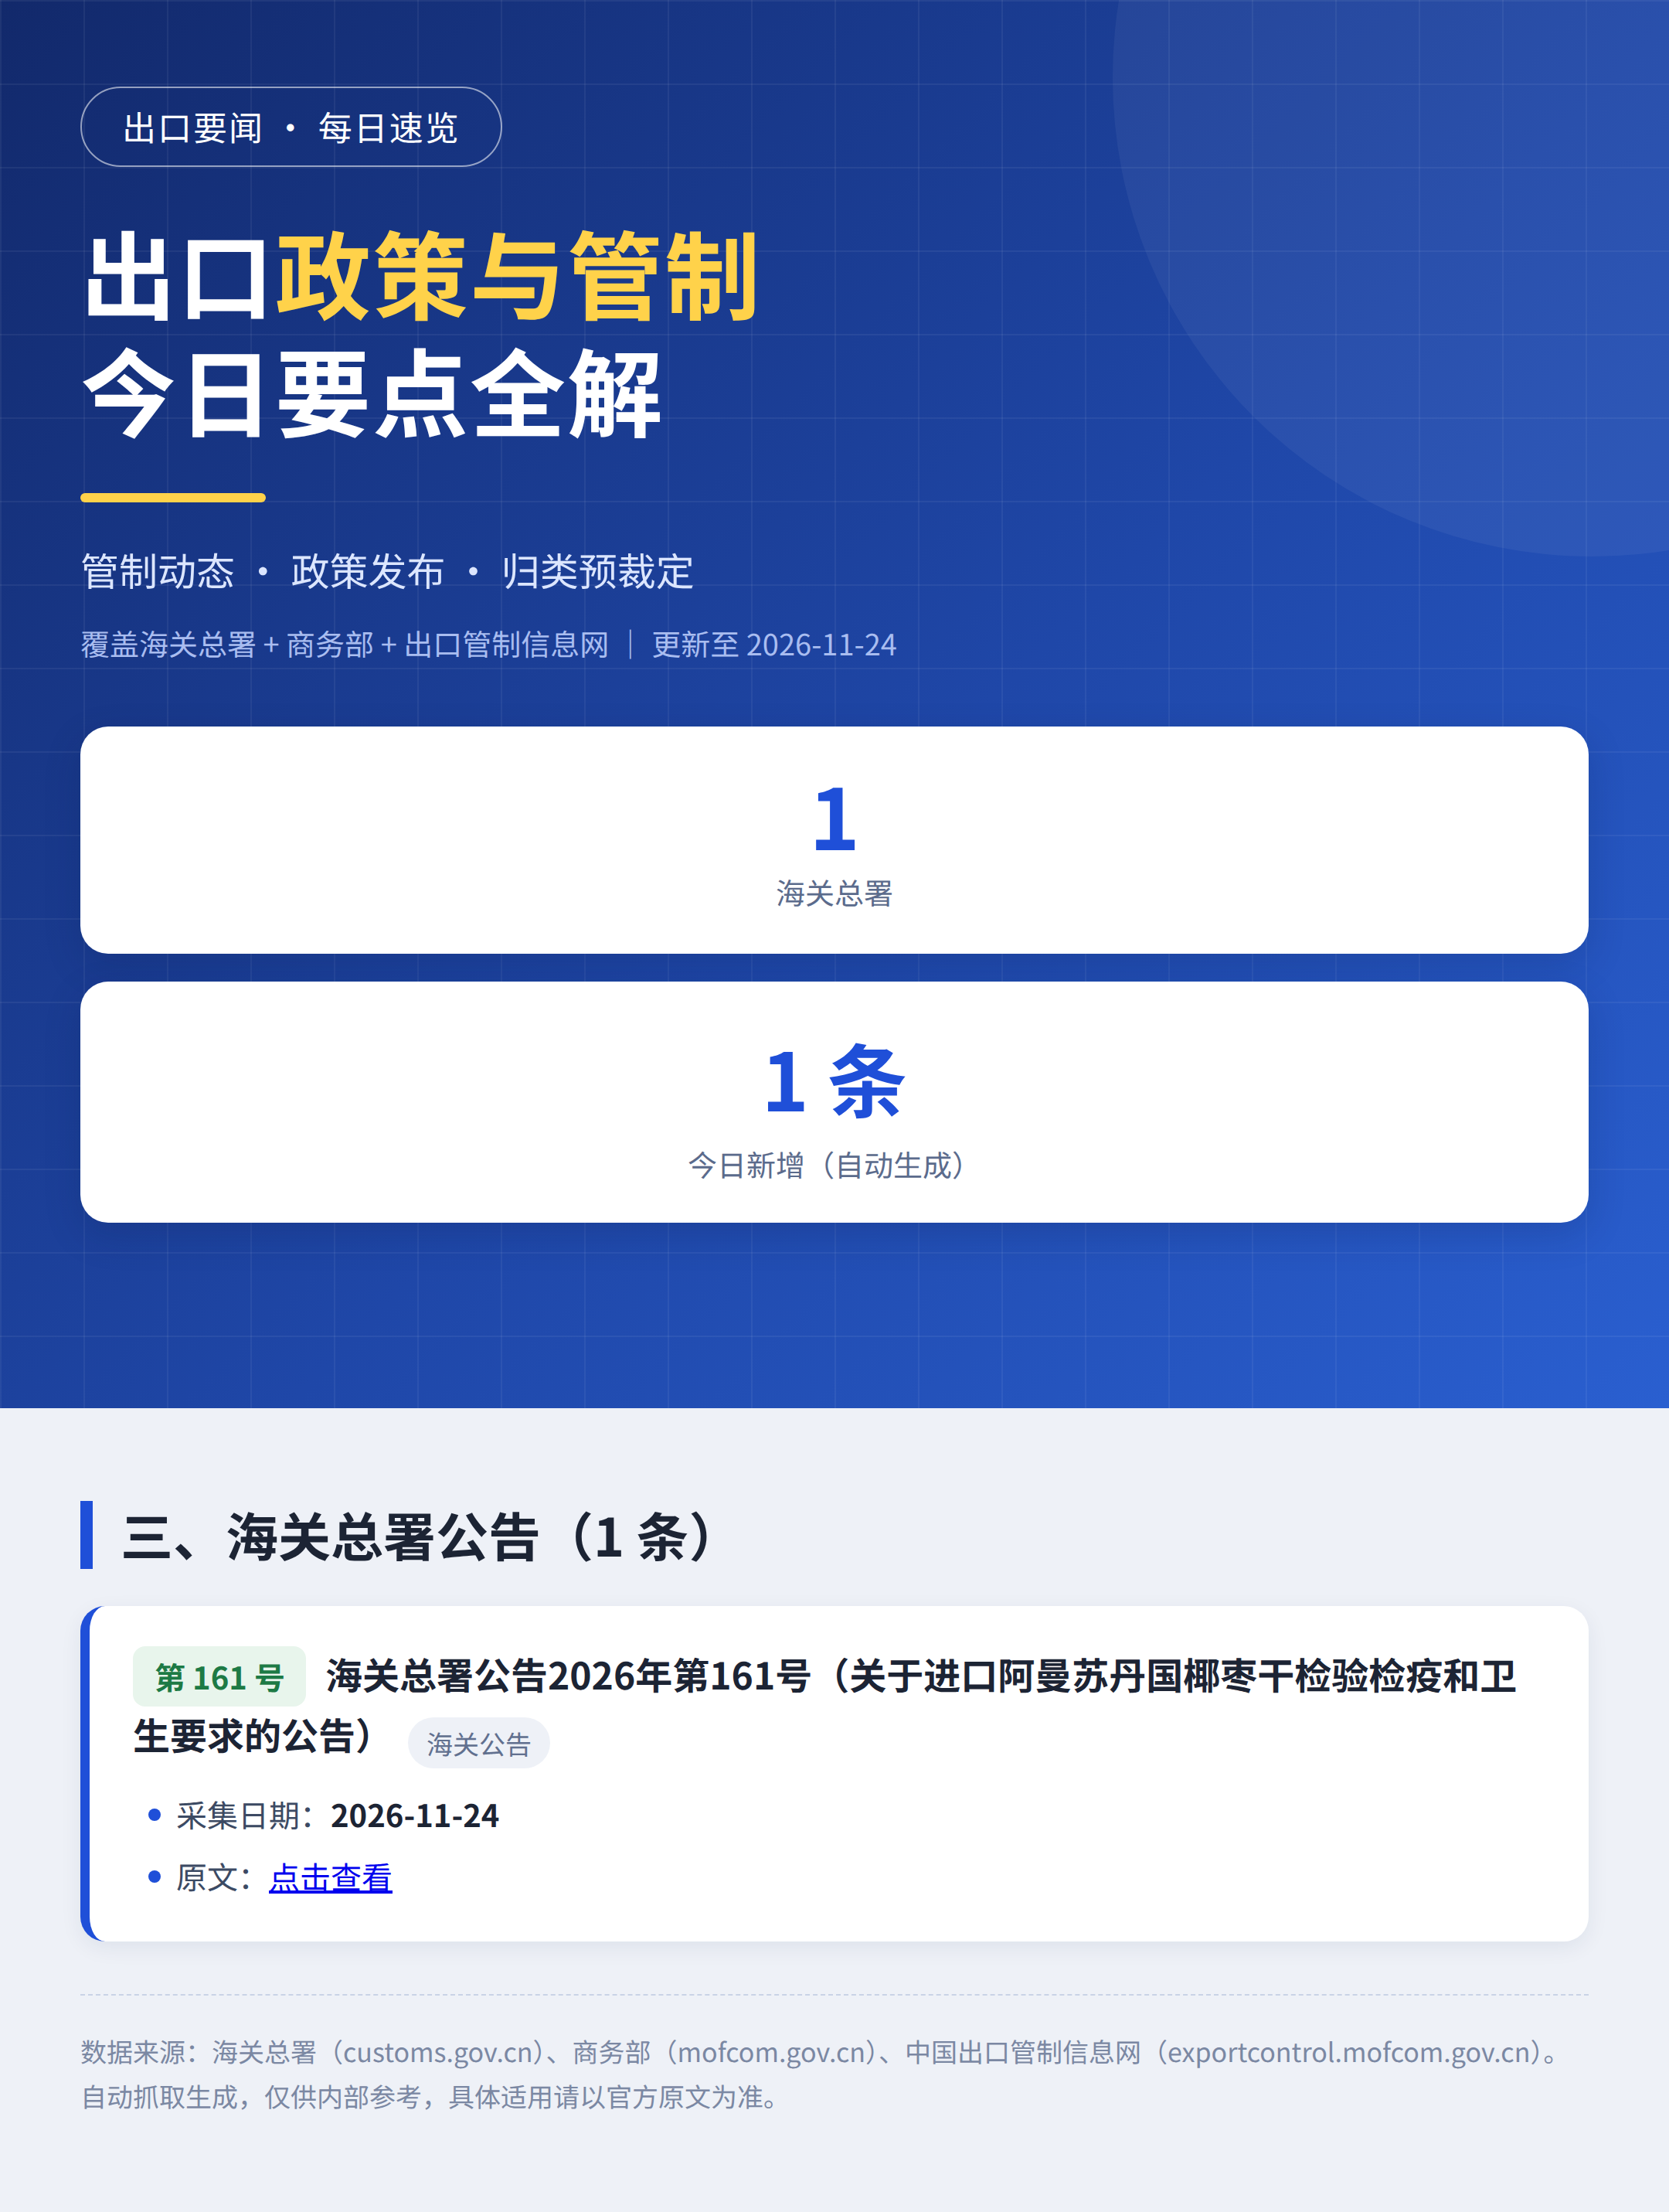 出口要闻 · 每日速览
出口政策与管制
今日要点全解
管制动态 · 政策发布 · 归类预裁定
覆盖海关总署 + 商务部 + 出口管制信息网 ｜ 更新至 2026-11-24
1
海关总署
1 条
今日新增（自动生成）
三、海关总署公告（1 条）
第 161 号 海关总署公告2026年第161号（关于进口阿曼苏丹国椰枣干检验检疫和卫
生要求的公告） 海关公告
采集日期：2026-11-24
原文：点击查看
数据来源：海关总署（customs.gov.cn）、商务部（mofcom.gov.cn）、中国出口管制信息网（exportcontrol.mofcom.gov.cn）。
自动抓取生成，仅供内部参考，具体适用请以官方原文为准。